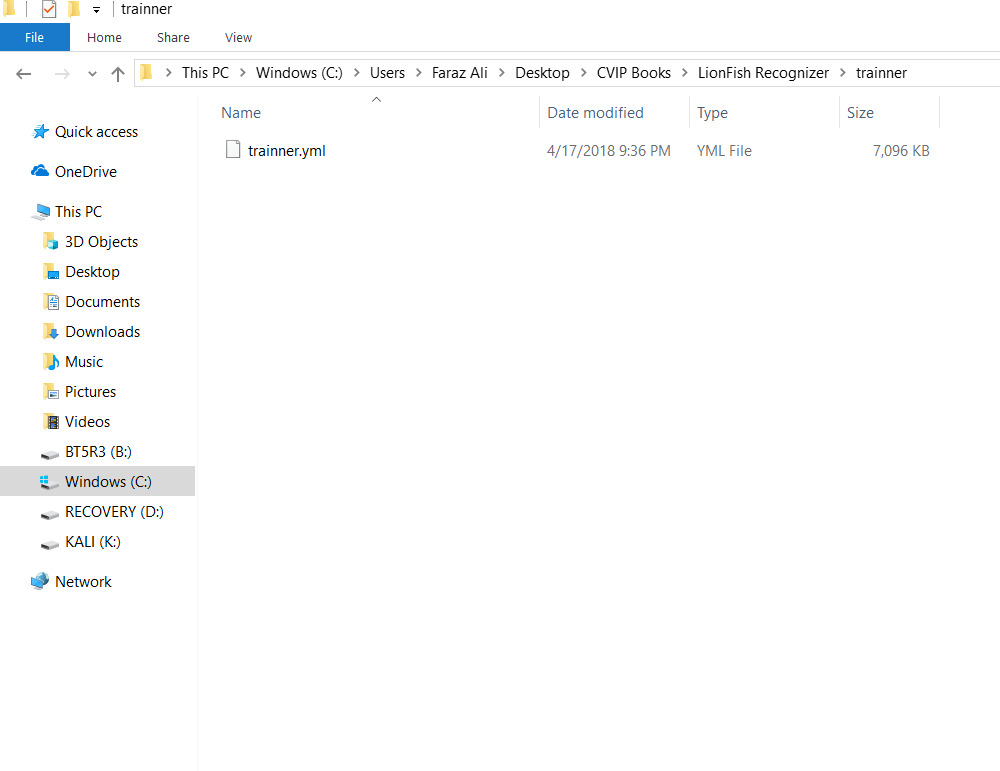 trainner
File Home Share View
This PC Windows (C:) Users Faraz Ali Desktop CVIP Books LionFish Recognizer trainner
Name Date modified Type Size
trainner.yml 4/17/2018 9:36 PM YML File 7,096 KB
Quick access
OneDrive
This PC
3D Objects
Desktop
Documents
Downloads
Music
Pictures
Videos
BT5R3 (B:)
Windows (C:)
RECOVERY (D:)
KALI (K:)
Network